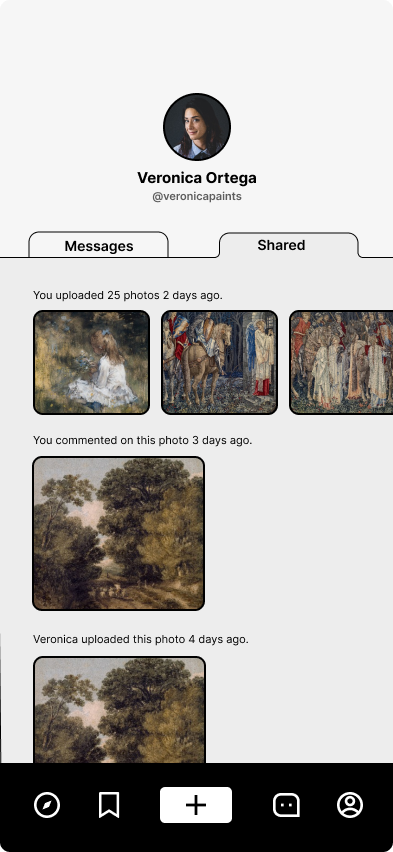 Veronica Ortega
@veronicapaints
Messages
Shared
You uploaded 25 photos 2 days ago.
You commented on this photo 3 days ago.
Veronica uploaded this photo 4 days ago.